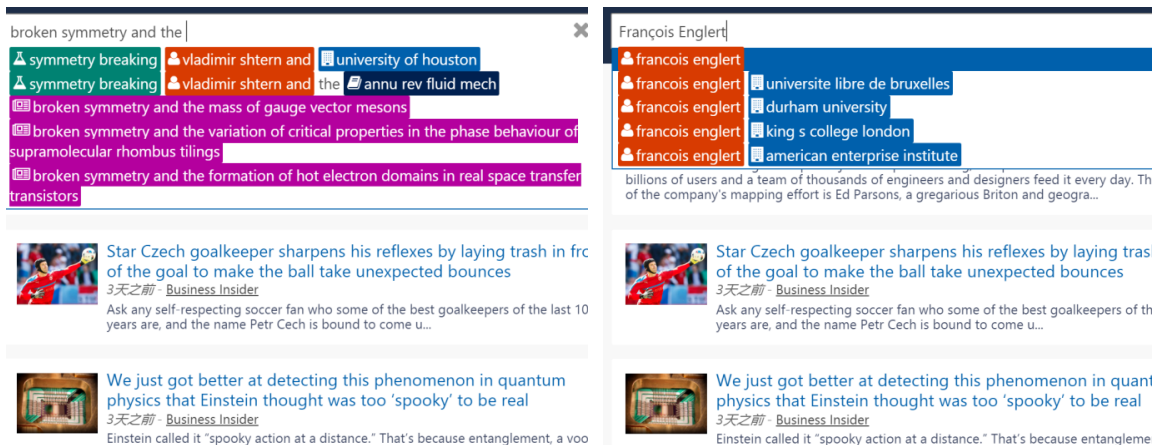 broken symmetry and the
symmetry breaking vladimir shtern and university of houston
symmetry breaking vladimir shtern and the annu rev fluid mech
broken symmetry and the mass of gauge vector mesons
broken symmetry and the variation of critical properties in the phase behaviour of
supramolecular rhombus tilings
broken symmetry and the formation of hot electron domains in real space transfer
transistors
Star Czech goalkeeper sharpens his reflexes by laying trash in fro
of the goal to make the ball take unexpected bounces
3天之前 - Business Insider
Ask any self-respecting soccer fan who some of the best goalkeepers of the last 10
years are, and the name Petr Cech is bound to come u...
We just got better at detecting this phenomenon in quantum
physics that Einstein thought was too ‘spooky’ to be real
3天之前 - Business Insider
Einstein called it “spooky action at a distance.” That’s because entanglement, a voo
François Englert
francois englert
francois englert universite libre de bruxelles
francois englert durham university
francois englert king s college london
francois englert american enterprise institute
billions of users and a team of thousands of engineers and designers feed it every day. Th
of the company’s mapping effort is Ed Parsons, a gregarious Briton and geogra...
Star Czech goalkeeper sharpens his reflexes by laying tras
of the goal to make the ball take unexpected bounces
3天之前 - Business Insider
Ask any self-respecting soccer fan who some of the best goalkeepers of th
years are, and the name Petr Cech is bound to come u...
We just got better at detecting this phenomenon in quant
physics that Einstein thought was too ‘spooky’ to be real
3天之前 - Business Insider
Einstein called it “spooky action at a distance.” That’s because entangleme